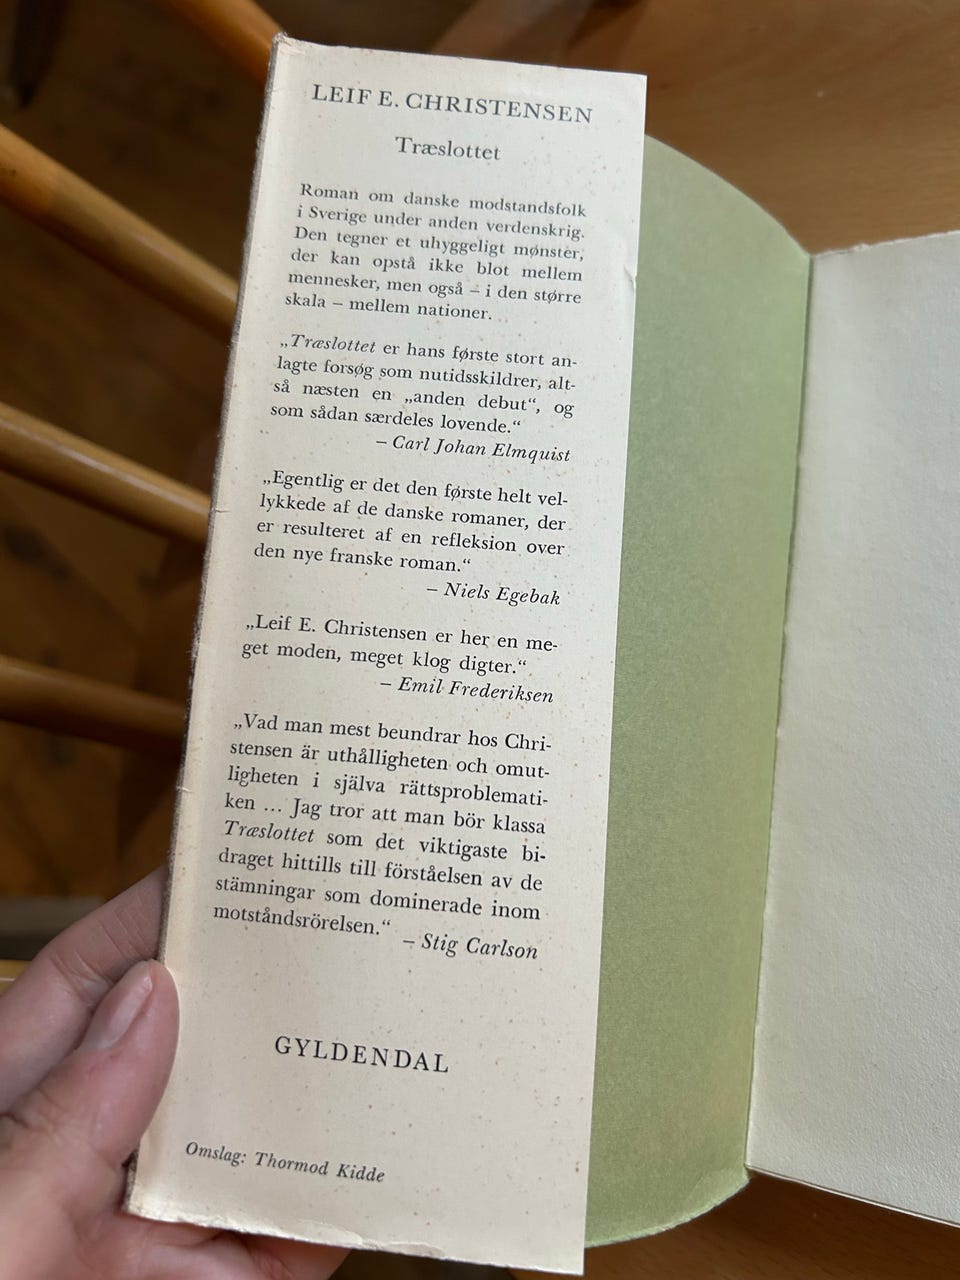 LEIF E. CHRISTENSEN
Træslottet
Roman om danske modstandsfolk
i Sverige under anden verdenskrig.
Den tegner et uhyggeligt mønster,
der kan opstå ikke blot mellem
mennesker, men også – i den større
skala – mellem nationer.
„Træslottet er hans første stort an-
lagte forsøg som nutidsskildrer, alt-
så næsten en „anden debut“, og
som sådan særdeles lovende.“
– Carl Johan Elmquist
„Egentlig er det den første helt vel-
lykkede af de danske romaner, der
er resulteret af en refleksion over
den nye franske roman.“
– Niels Egebak
„Leif E. Christensen er her en me-
get moden, meget klog digter.“
– Emil Frederiksen
„Vad man mest beundrar hos Chri-
stensen är uthålligheten och omut-
ligheten i själva rättsproblemati-
ken ... Jag tror att man bör klassa
Træslottet som det viktigaste bi-
draget hittills till förståelsen av de
stämningar som dominerade inom
motståndsrörelsen.“
– Stig Carlson
GYLDENDAL
Omslag: Thormod Kidde